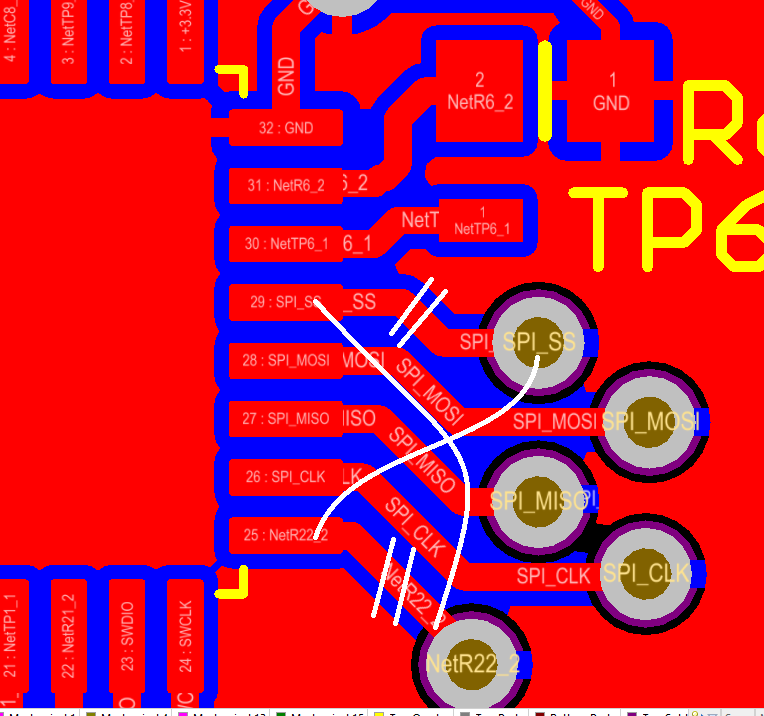 4 : NetC8_
3 : NetTP9_
2 : NetTP8_
1 : +3.3V
G
GND
GND
2
NetR6_2
1
GND
R
32 : GND
31 : NetR6_2
6_2
TP6
30 : NetTP6_1
6_1
NetT
1
NetTP6_1
29 : SPI_SS
_SS
SPI_
SPI_SS
28 : SPI_MOSI
MOSI
SPI_MOSI
SPI_MOSI
SPI_MOSI
27 : SPI_MISO
ISO
SPI_MISO
SPI_MISO
26 : SPI_CLK
LK
SPI_CLK
SPI_CLK
SPI_CLK
25 : NetR22_2
NetR22_2
NetR22_2
21 : NetTP1_1
22 : NetR21_2
23 : SWDIO
24 : SWCLK